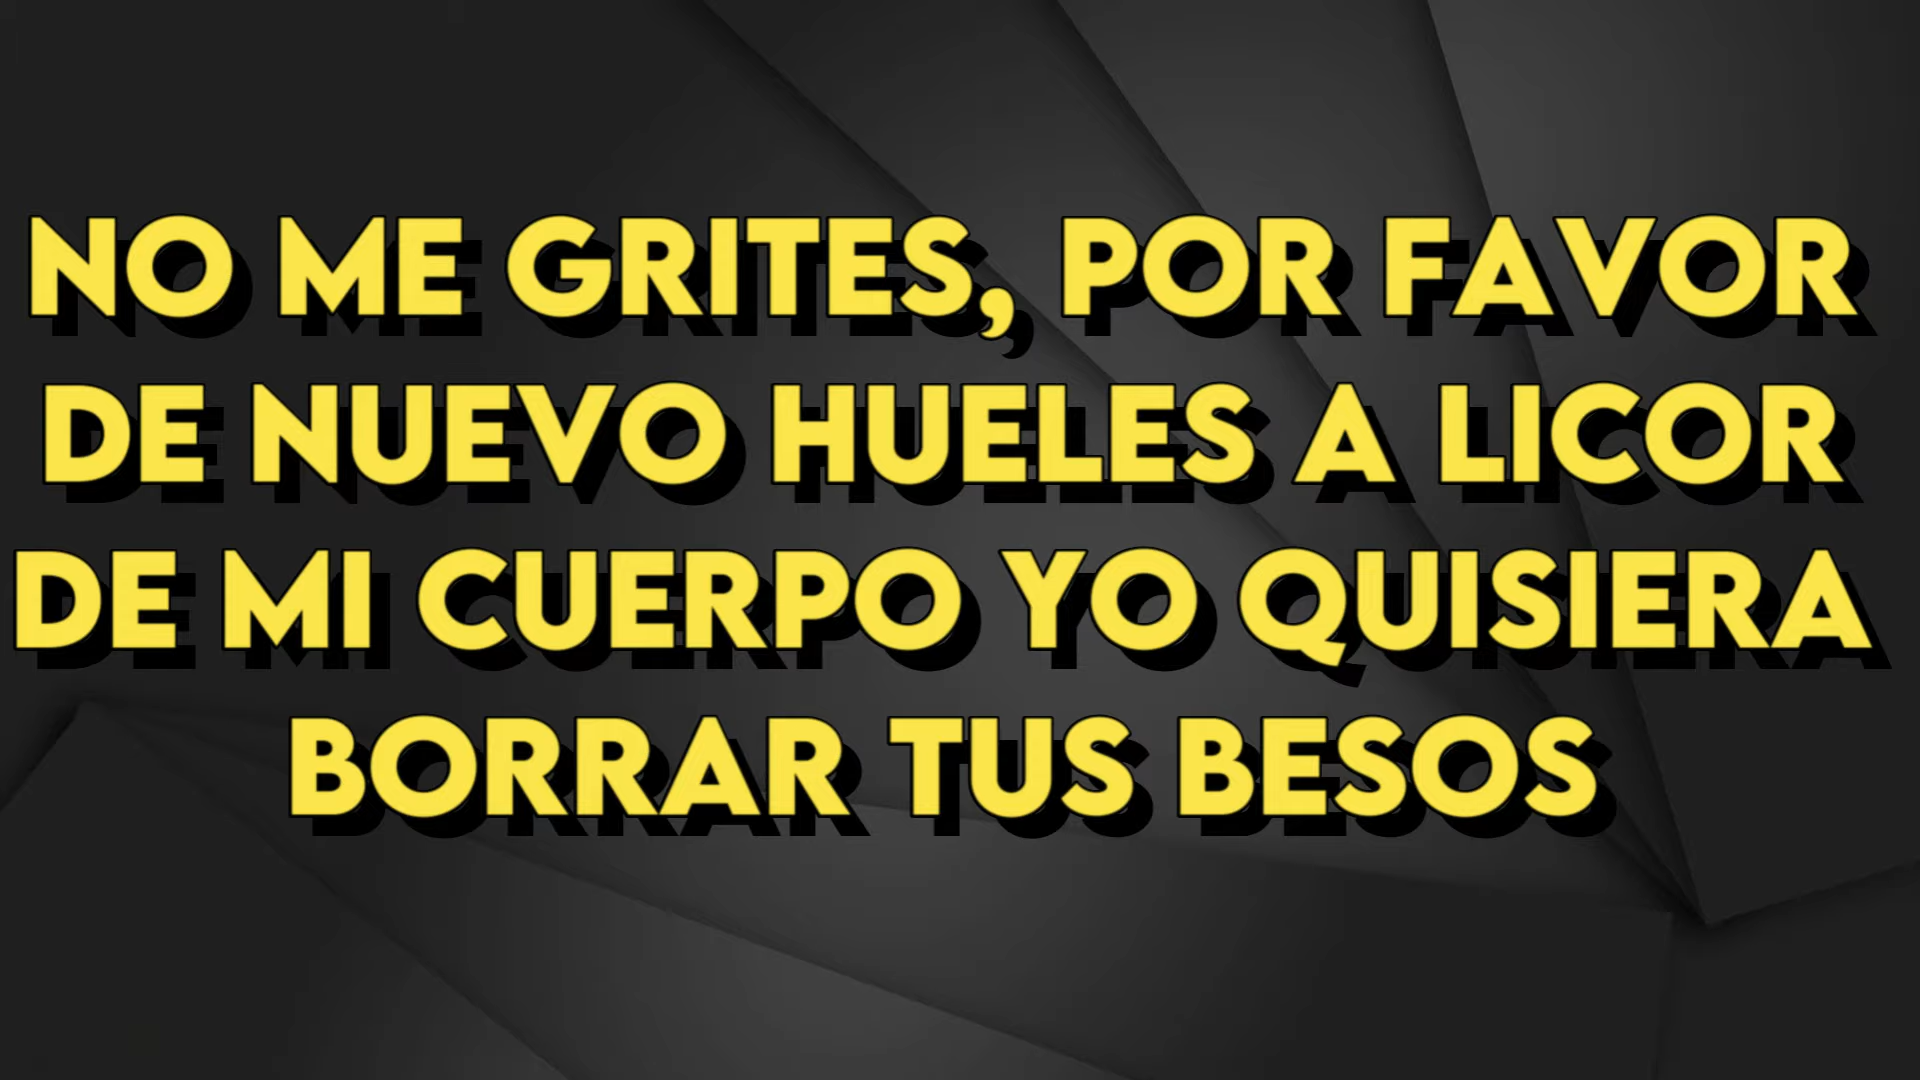 NO ME GRITES, POR FAVOR
DE NUEVO HUELES A LICOR
DE MI CUERPO YO QUISIERA
BORRAR TUS BESOS